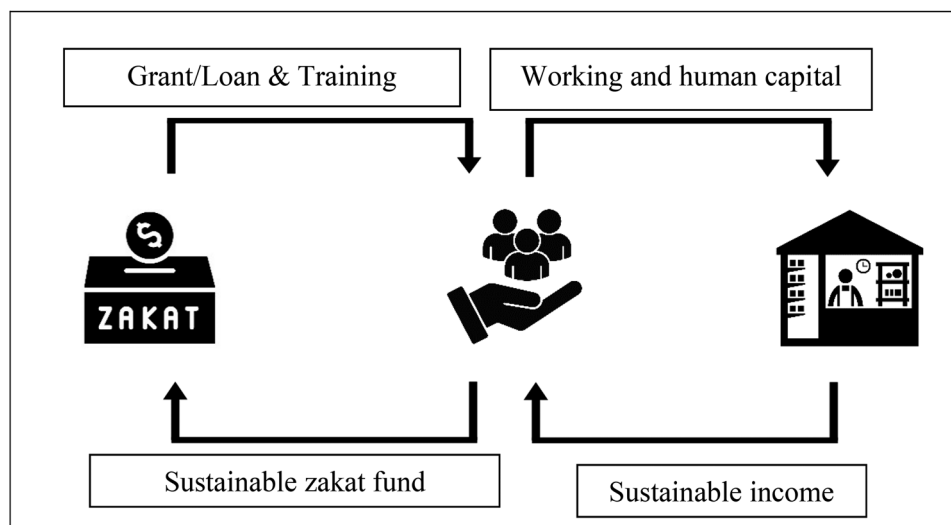 Grant/Loan & Training
Working and human capital
ZAKAT
Sustainable zakat fund
Sustainable income